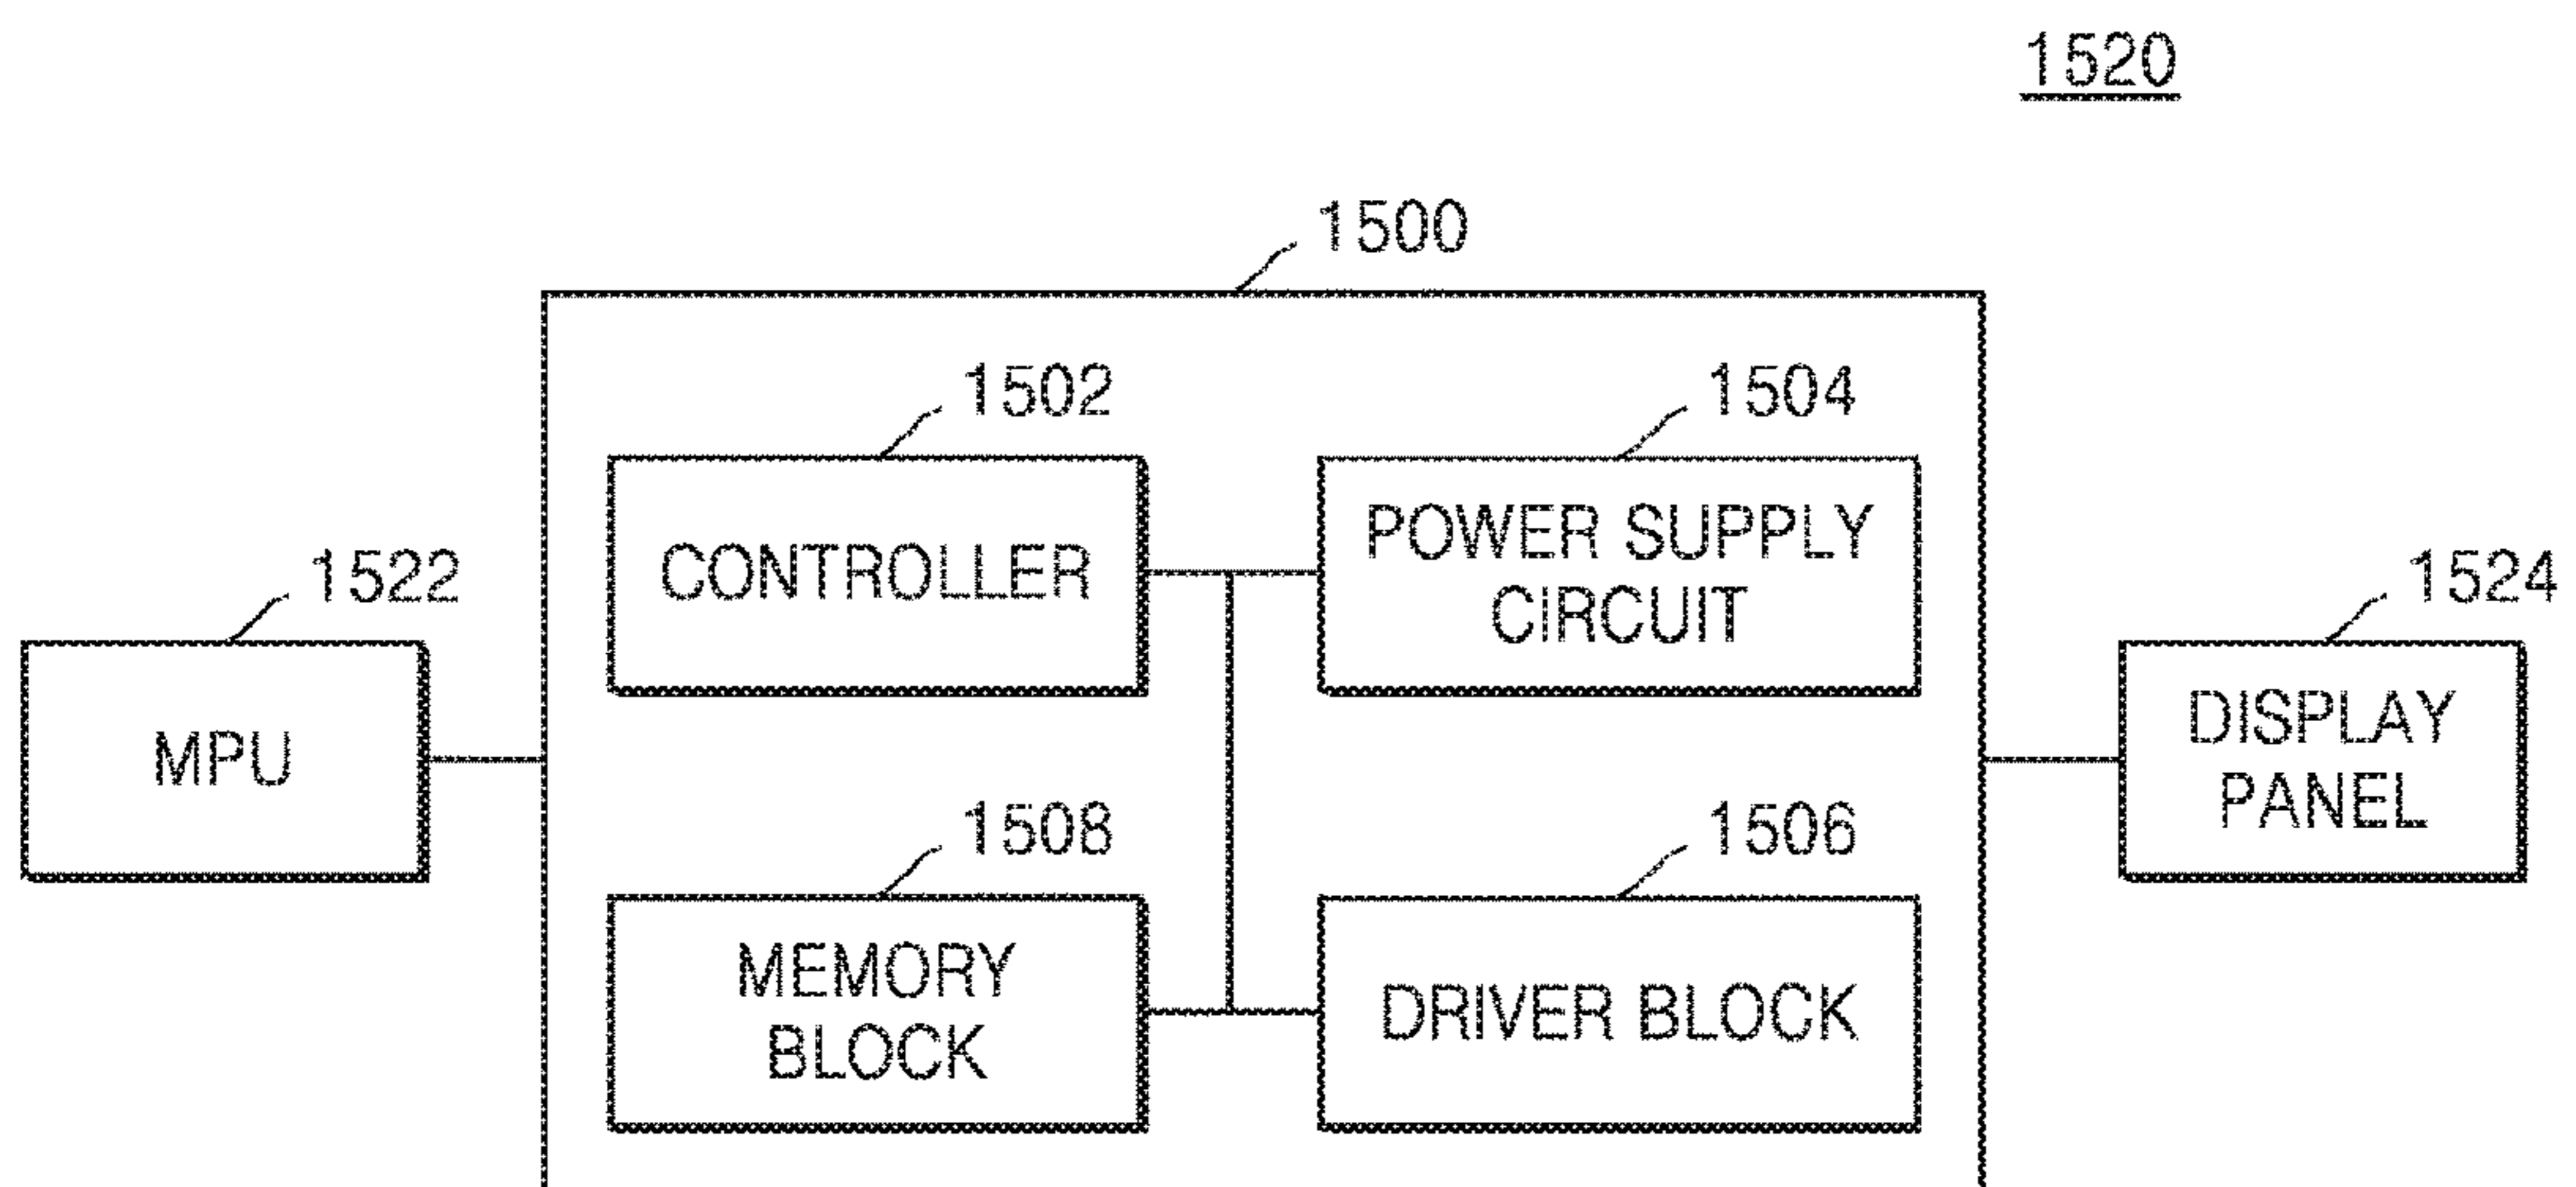 1520
1500
1502
1504
CONTROLLER
POWER SUPPLY
CIRCUIT
1522
MPU
1524
DISPLAY
PANEL
1508
1506
MEMORY
BLOCK
DRIVER BLOCK